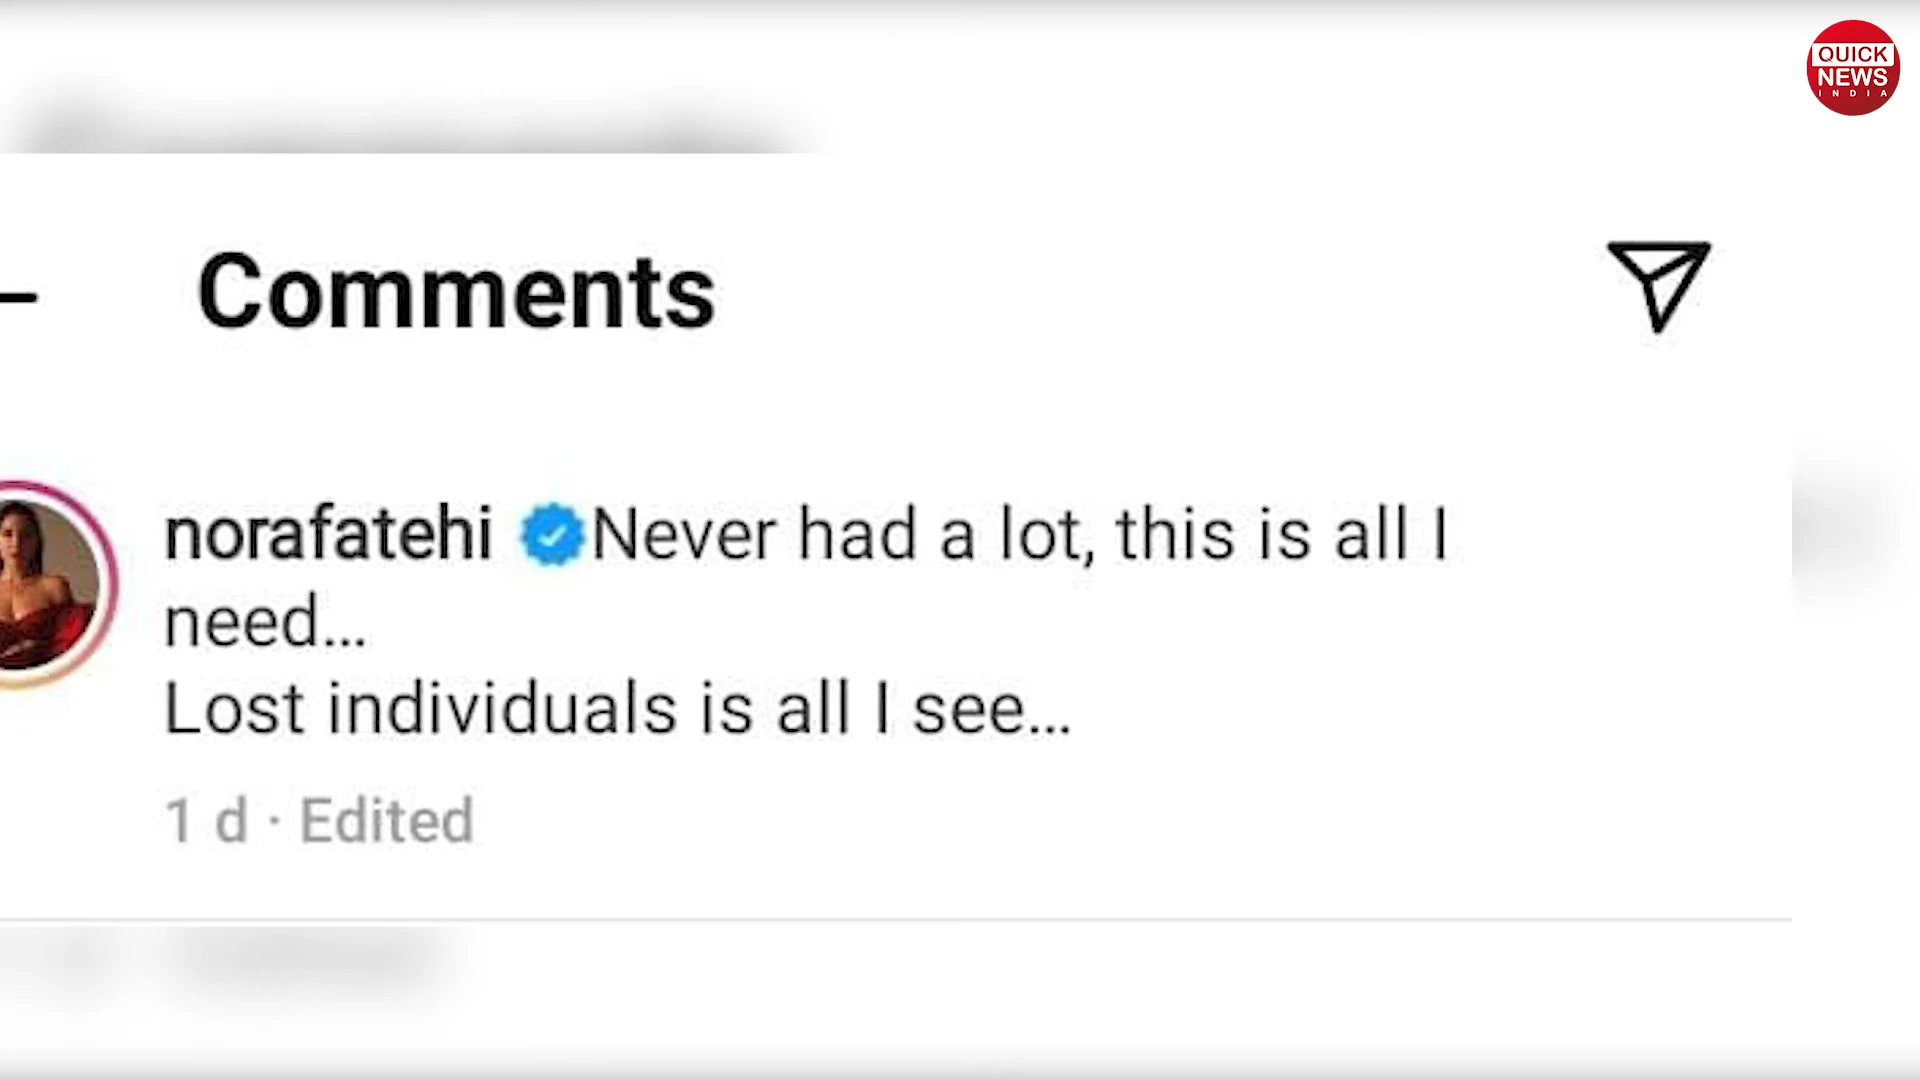 QUICK
NEWS
INDIA
Comments
norafatehi Never had a lot, this is all I
need...
Lost individuals is all I see...
1 d · Edited